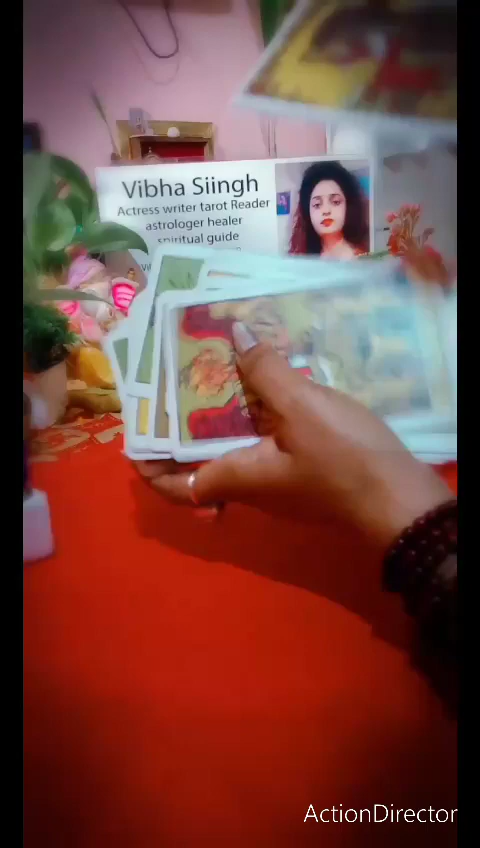 Vibha Siingh
Actress writer tarot Reader
astrologer healer
spiritual guide
ActionDirector